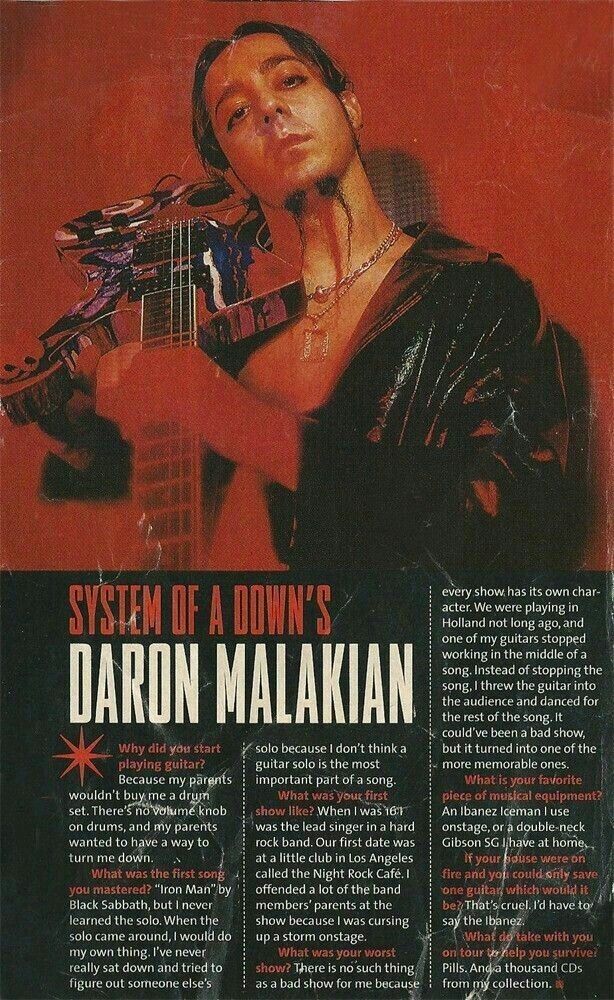 SYSTEM OF A DOWN'S
DARON MALAKIAN
Why did you start
playing guitar?
Because my parents
wouldn't buy me a drum
set. There's no volume knob
on drums, and my parents
wanted to have a way to
turn me down.
What was the first song
you mastered? "Iron Man" by
Black Sabbath, but I never
learned the solo. When the
solo came around, I would do
my own thing. I've never
really sat down and tried to
figure out someone else's
solo because I don't think a
guitar solo is the most
important part of a song.
What was your first
show like? When I was 16 I
was the lead singer in a hard
rock band. Our first date was
at a little club in Los Angeles
called the Night Rock Café. I
offended a lot of the band
members' parents at the
show because I was cursing
up a storm onstage.
What was your worst
show? There is no such thing
as a bad show for me because
every show has its own char-
acter. We were playing in
Holland not long ago, and
one of my guitars stopped
working in the middle of a
song. Instead of stopping the
song, I threw the guitar into
the audience and danced for
the rest of the song. It
could've been a bad show,
but it turned into one of the
more memorable ones.
What is your favorite
piece of musical equipment?
An Ibanez Iceman I use
onstage, or a double-neck
Gibson SG I have at home.
If your house were on
fire and you could only save
one guitar, which would it
be? That's cruel. I'd have to
say the Ibanez.
What do take with you
on tour to help you survive?
Pills. And a thousand CDs
from my collection.